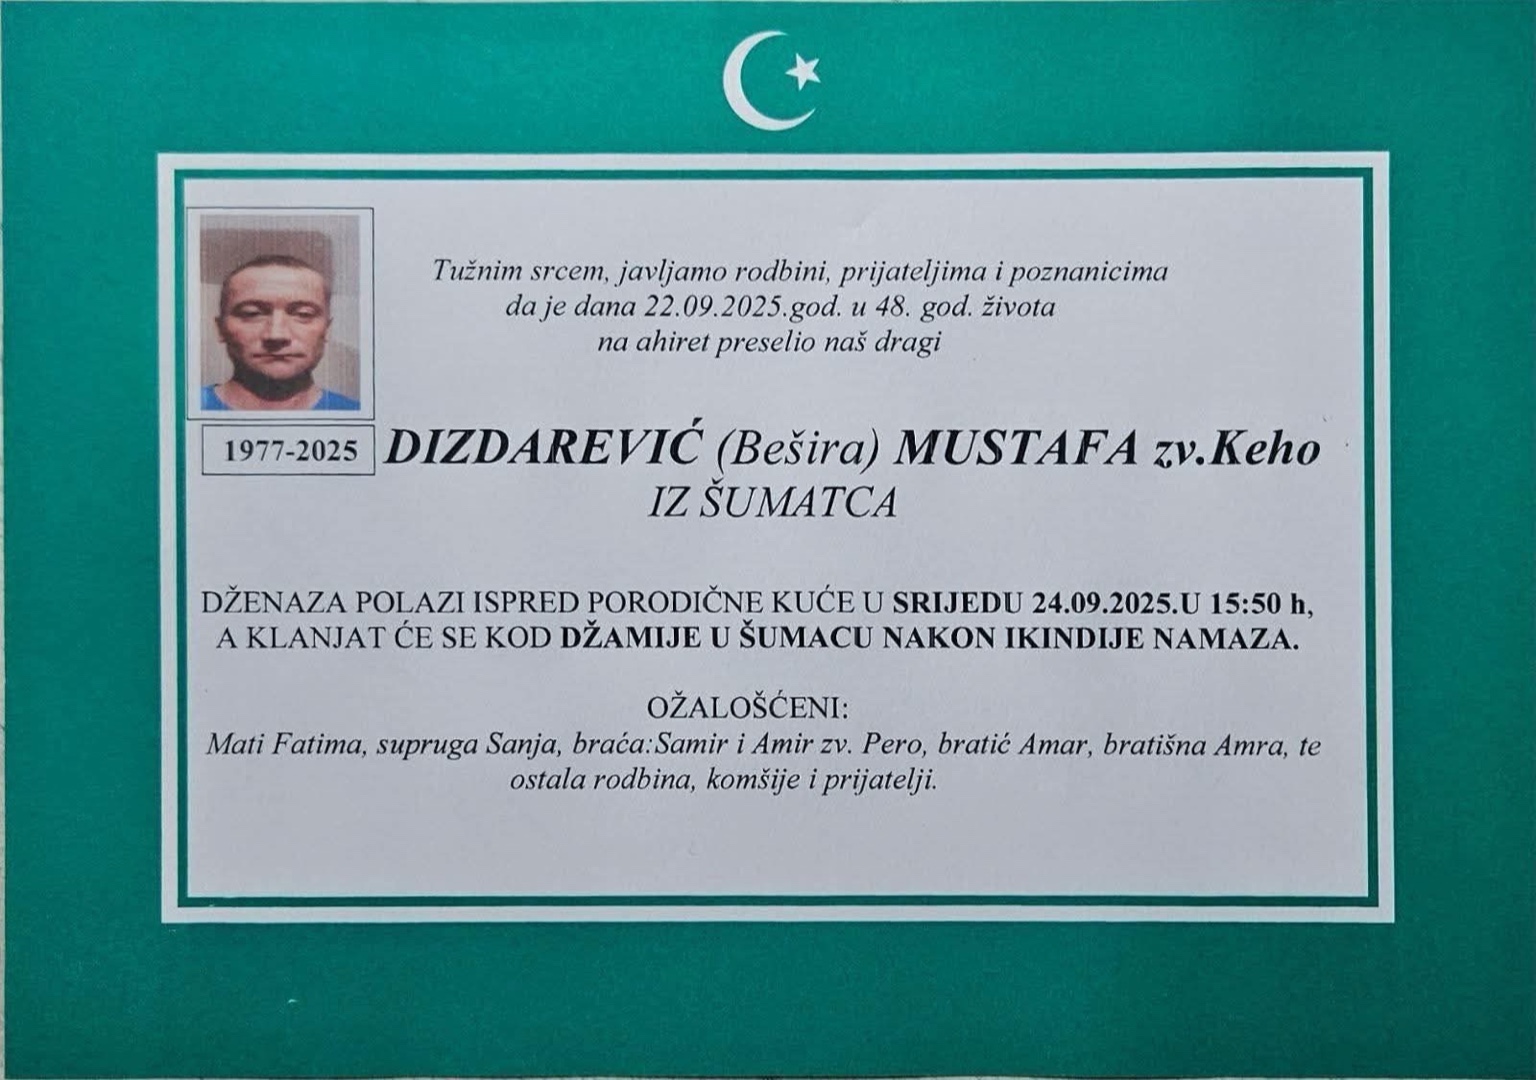 Tužnim srcem, javljamo rodbini, prijateljima i poznanicima
da je dana 22.09.2025.god. u 48. god. života
na ahiret preselio naš dragi
1977-2025
DIZDAREVIĆ (Bešira) MUSTAFA zv.Keho
IZ ŠUMATCA
DŽENAZA POLAZI ISPRED PORODIČNE KUĆE U SRIJEDU 24.09.2025.U 15:50 h,
A KLANJAT ĆE SE KOD DŽAMIJE U ŠUMACU NAKON IKINDIJE NAMAZA.
OŽALOŠĆENI:
Mati Fatima, supruga Sanja, braća:Samir i Amir zv. Pero, bratić Amar, bratišna Amra, te
ostala rodbina, komšije i prijatelji.